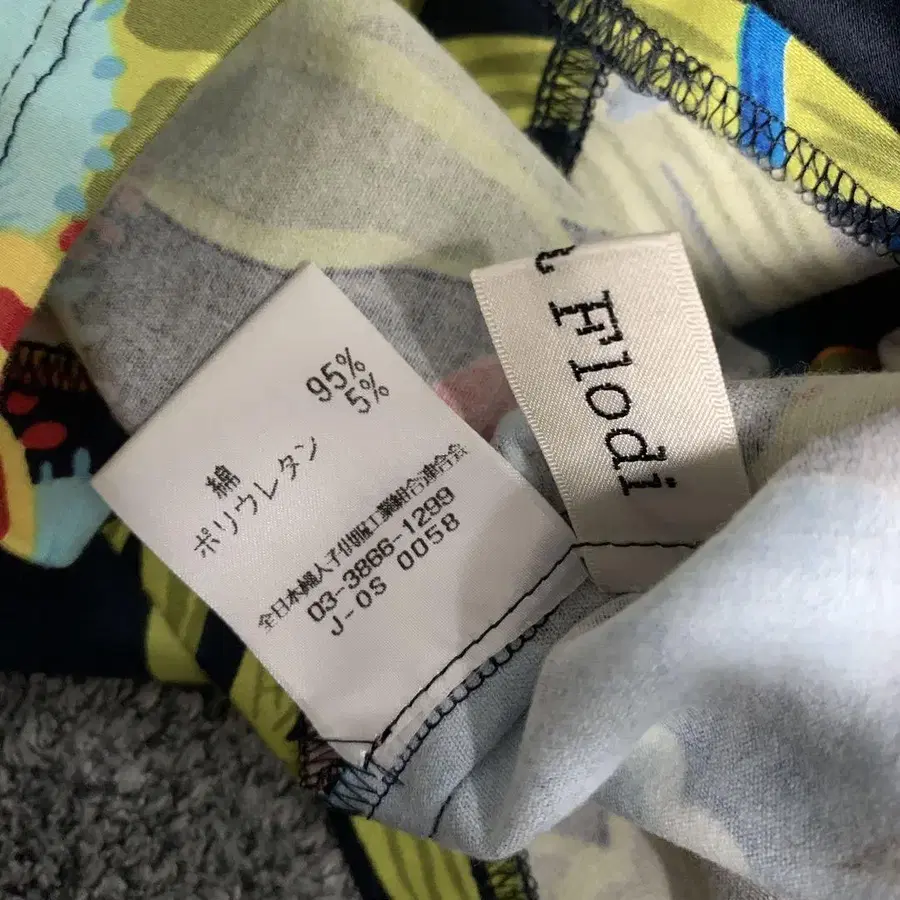 綿 95%
ポリウレタン 5%
全日本婦人子供服工業組合連合会
03-3866-1299
J-OS 0058
Flodi